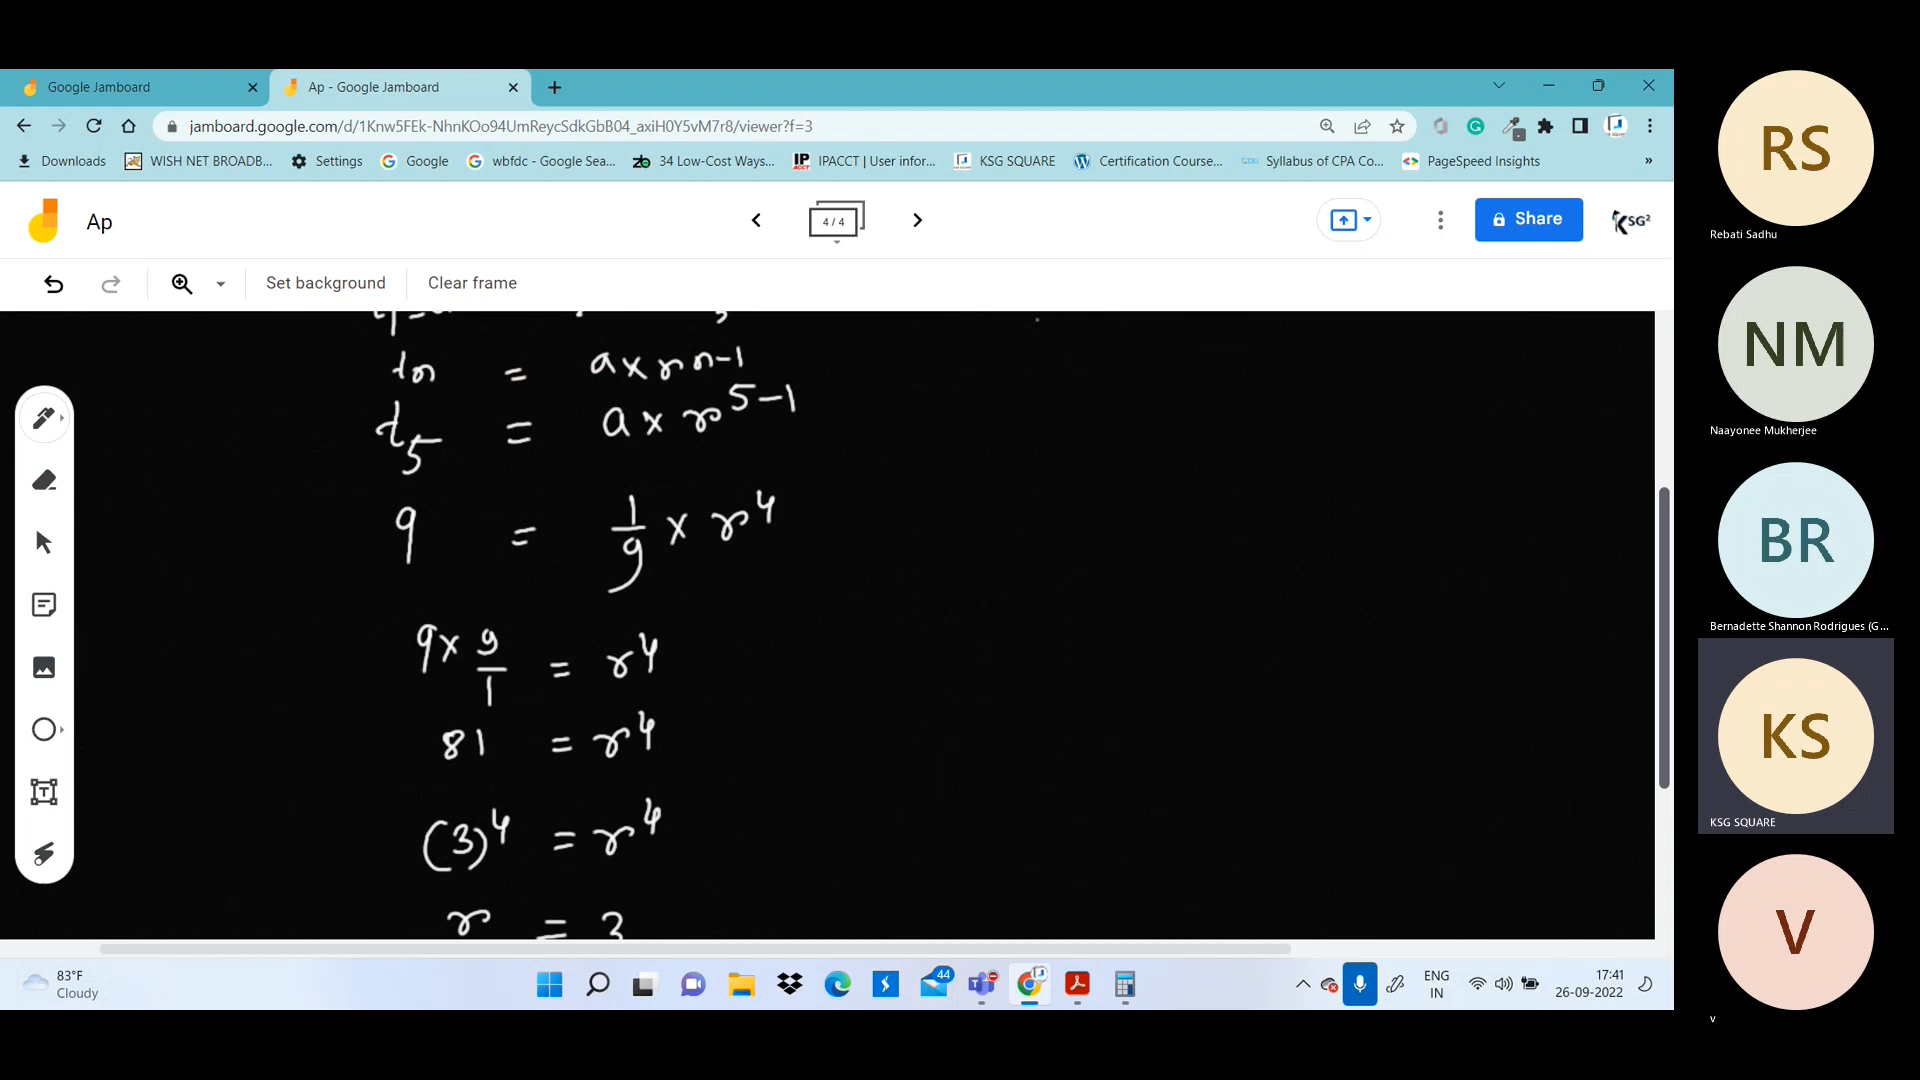 Google Jamboard
Ap - Google Jamboard
jamboard.google.com/d/1Knw5FEk-NhnKOo94UmReycSdkGbB04_axiH0Y5vM7r8/viewer?f=3
Downloads WISH NET BROADB... Settings Google wbfdc - Google Sea... 34 Low-Cost Ways... IPACCT | User infor... KSG SQUARE Certification Course... Syllabus of CPA Co... PageSpeed Insights »
Ap
4 / 4
Share
KSG²
Set background Clear frame
tn = a x r n-1
t5 = a x r 5-1
9 = 1/9 x r 4
9 x 9/1 = r 4
81 = r 4
(3) 4 = r 4
r = 3
83°F
Cloudy
44
ENG
IN
17:41
26-09-2022
RS
Rebati Sadhu
NM
Naayonee Mukherjee
BR
Bernadette Shannon Rodrigues (G...
KS
KSG SQUARE
V
v